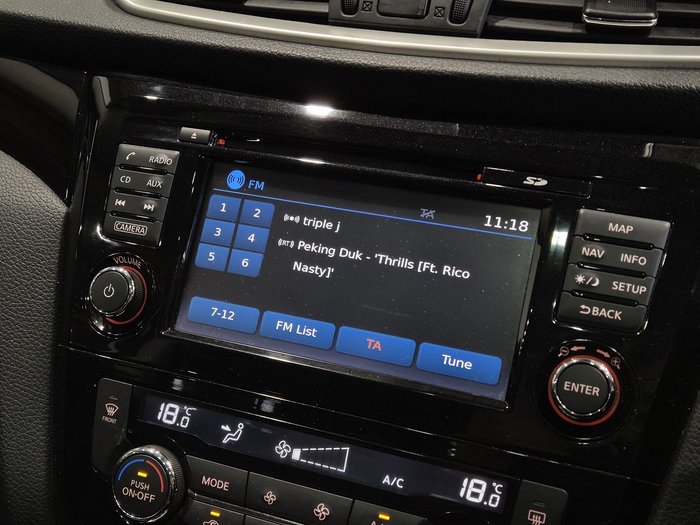 RADIO
CD AUX
CAMERA
VOLUME
FM
TA
11:18
1 2
3 4
5 6
triple j
RT Peking Duk - 'Thrills [Ft. Rico
Nasty]'
7-12
FM List
TA
Tune
SD
MAP
NAV INFO
SETUP
BACK
ENTER
FRONT
18.0 °C
A/C
18.0 °C
PUSH
ON·OFF
MODE